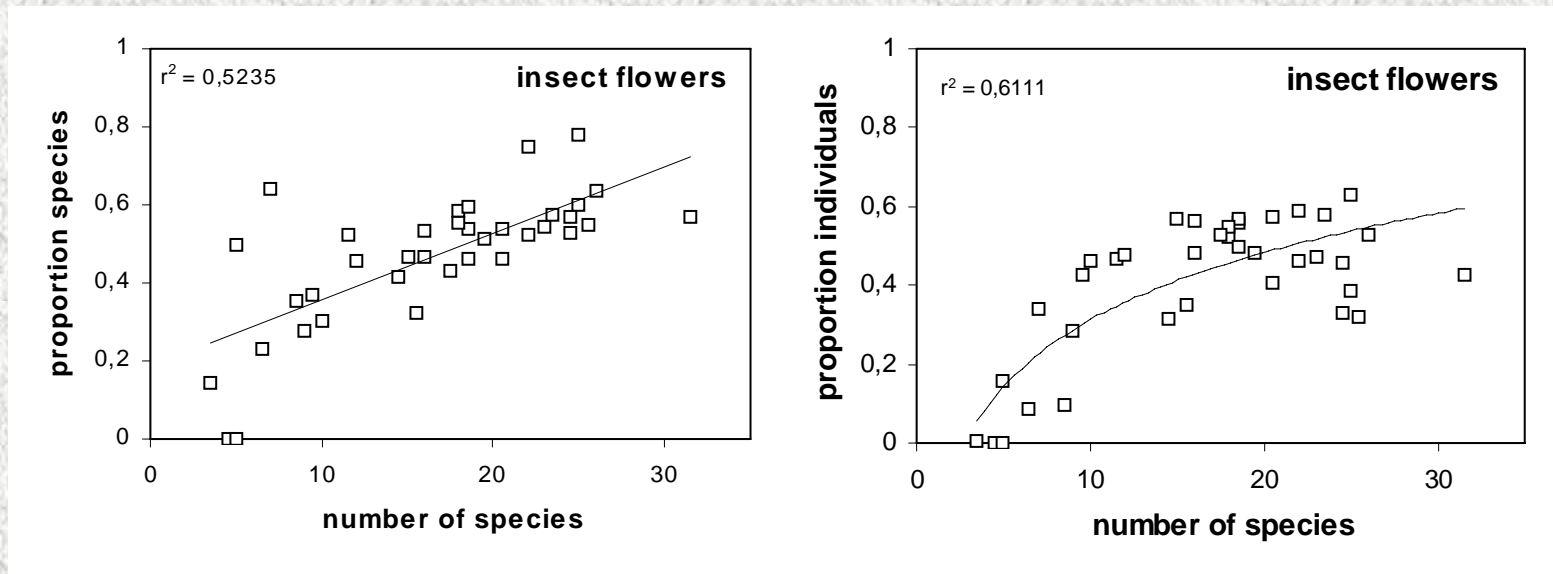 r² = 0,5235
insect flowers
proportion species
1
0,8
0,6
0,4
0,2
0
0
10
20
30
number of species
r² = 0,6111
insect flowers
proportion individuals
1
0,8
0,6
0,4
0,2
0
0
10
20
30
number of species